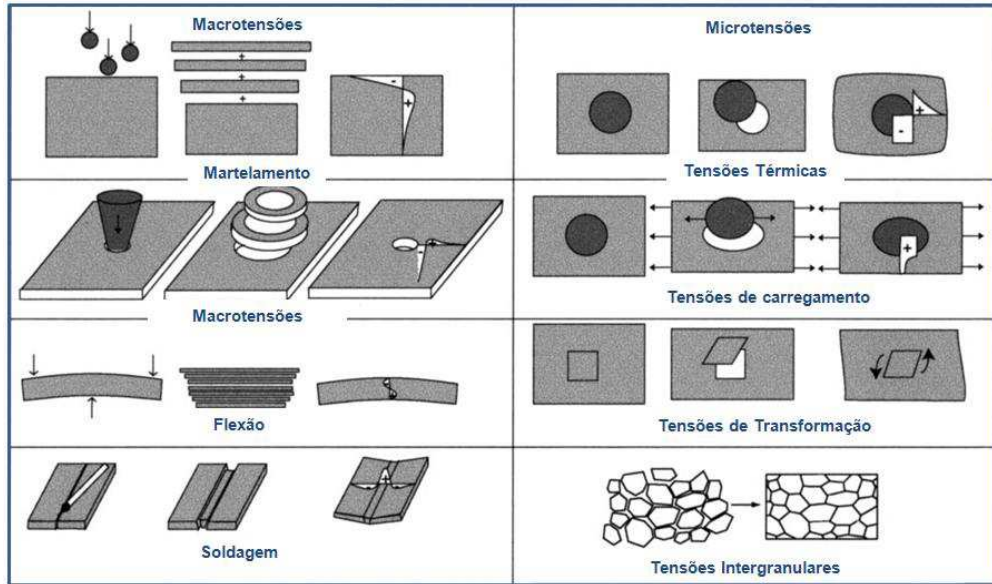 Macrotensões
Martelamento
Macrotensões
Flexão
Soldagem
Microtensões
Tensões Térmicas
Tensões de carregamento
Tensões de Transformação
Tensões Intergranulares